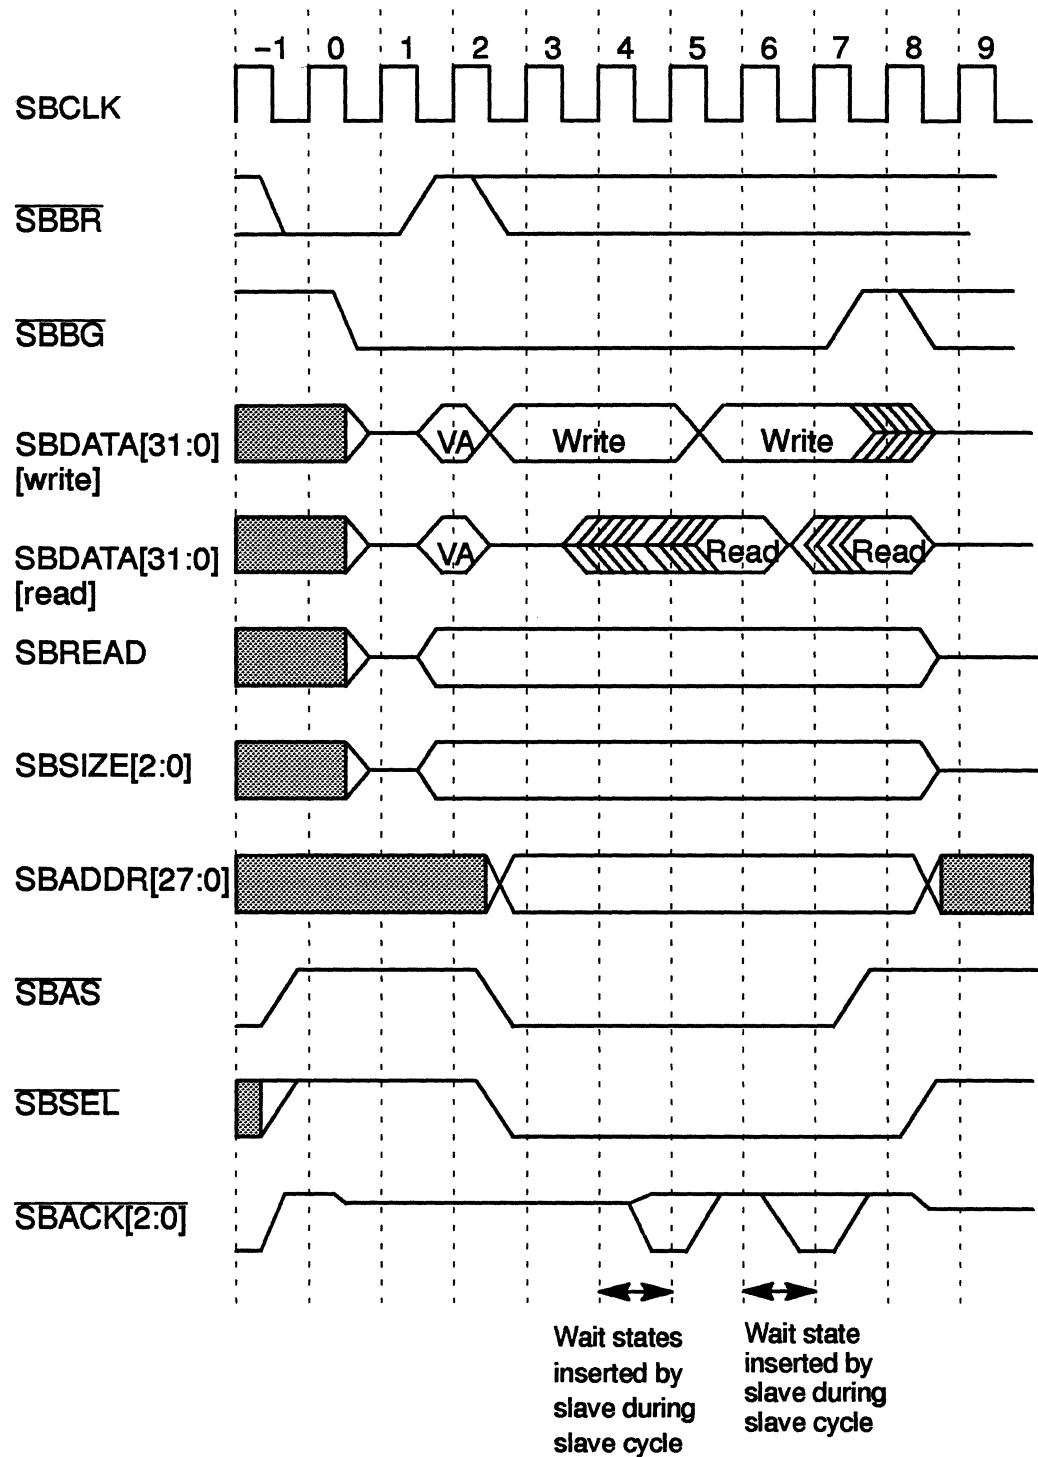 –1 0 1 2 3 4 5 6 7 8 9
SBCLK
SBBR
SBBG
SBDATA[31:0]
[write]
VA Write Write
SBDATA[31:0]
[read]
VA Read Read
SBREAD
SBSIZE[2:0]
SBADDR[27:0]
SBAS
SBSEL
SBACK[2:0]
Wait states
inserted by
slave during
slave cycle
Wait state
inserted by
slave during
slave cycle